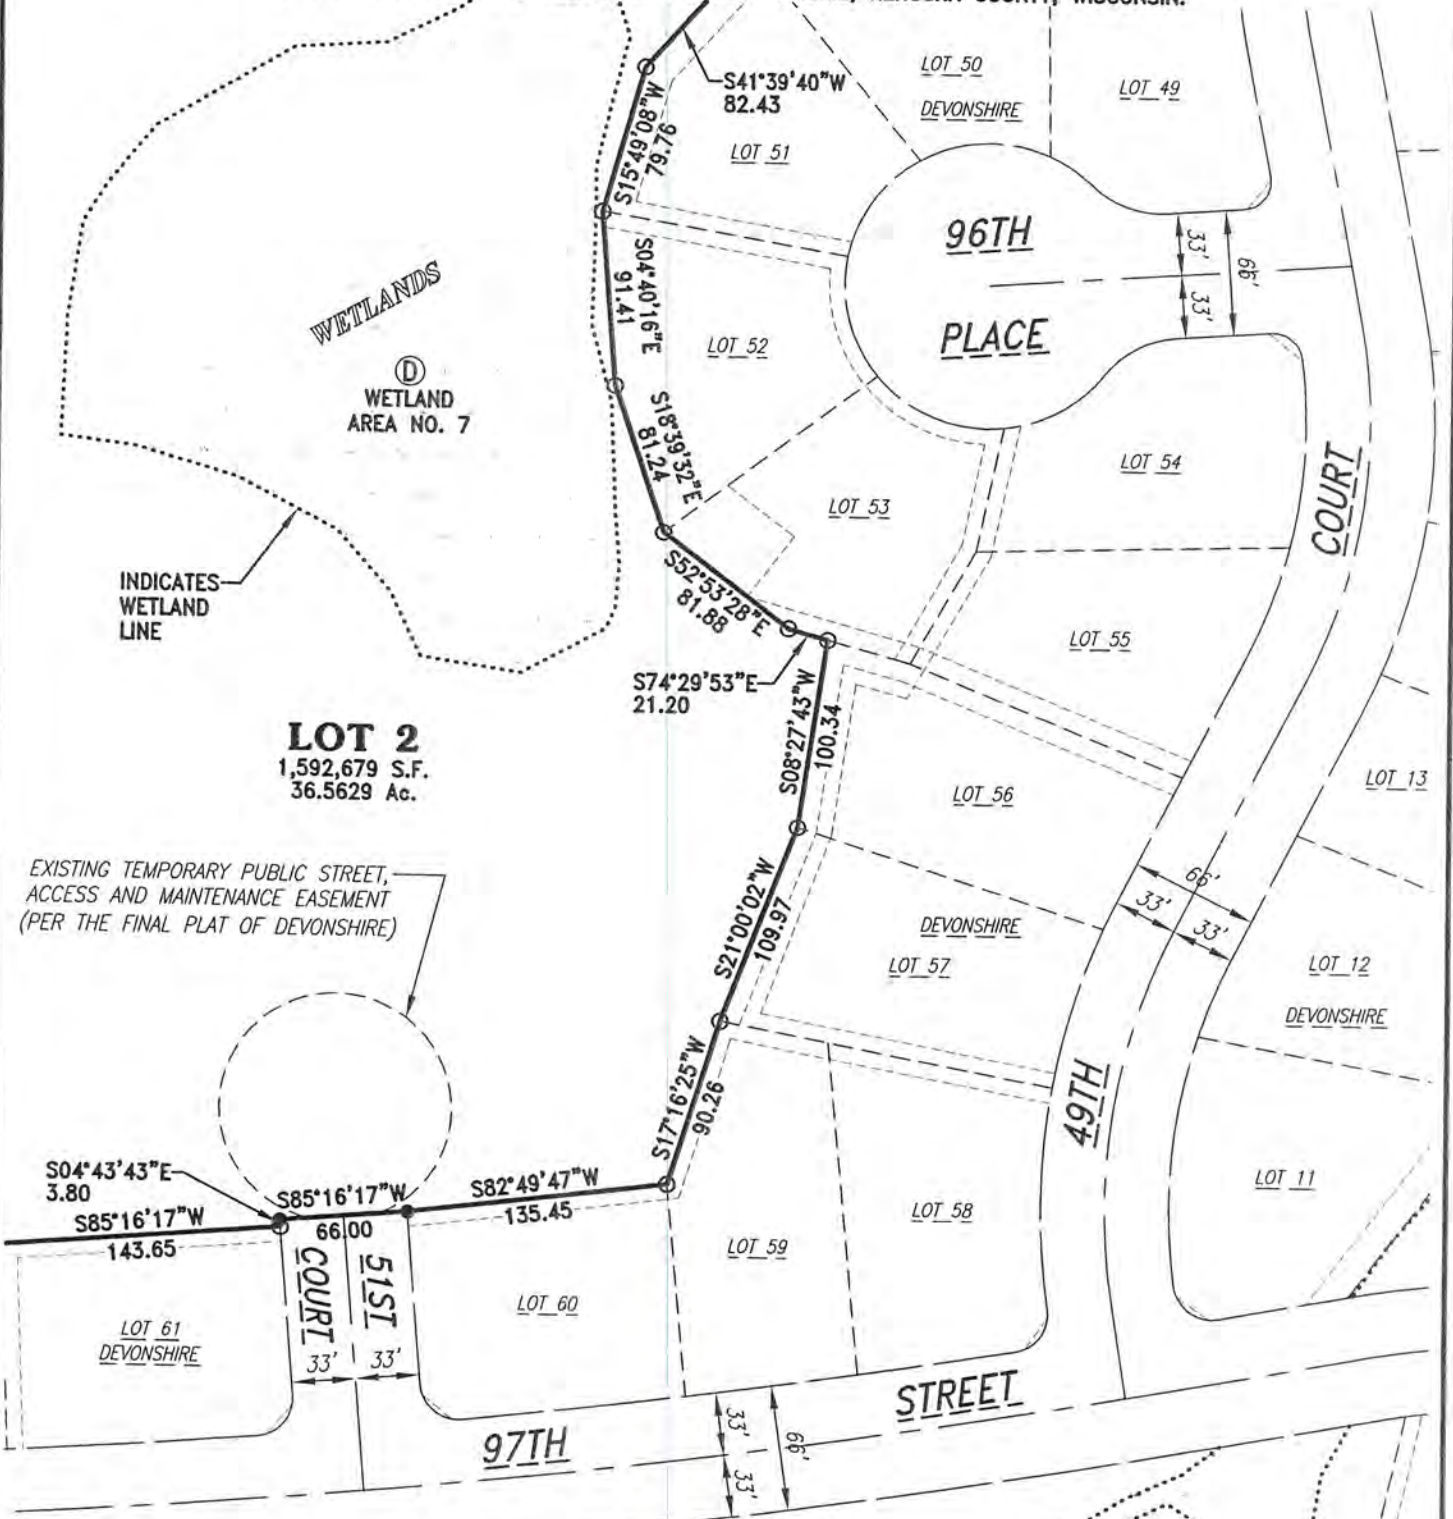 COUNTY, WISCONSIN.
S41°39'40"W
82.43
S15°49'08"W
79.76
LOT 50
DEVONSHIRE
LOT 49
LOT 51
96TH
PLACE
33'
66'
33'
S04°40'16"E
91.41
LOT 52
WETLANDS
D
WETLAND
AREA NO. 7
S18°39'32"E
81.24
LOT 53
LOT 54
COURT
INDICATES
WETLAND
LINE
S52°53'28"E
81.88
LOT 55
S74°29'53"E
21.20
S08°27'43"W
100.34
LOT 2
1,592,679 S.F.
36.5629 Ac.
LOT 56
LOT 13
EXISTING TEMPORARY PUBLIC STREET,
ACCESS AND MAINTENANCE EASEMENT
(PER THE FINAL PLAT OF DEVONSHIRE)
66'
33'
33'
S21°00'02"W
109.97
DEVONSHIRE
LOT 57
LOT 12
DEVONSHIRE
49TH
S17°16'25"W
90.26
LOT 11
S04°43'43"E
3.80
S85°16'17"W
143.65
S85°16'17"W
66.00
S82°49'47"W
135.45
LOT 58
LOT 59
COURT
51ST
LOT 60
LOT 61
DEVONSHIRE
33'
33'
STREET
97TH
33'
66'
33'